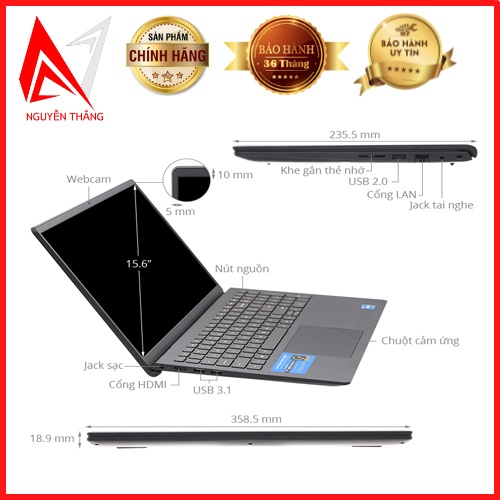 NGUYỄN THẮNG
SẢN PHẨM
CHÍNH HÃNG
BẢO HÀNH
36 Tháng
BẢO HÀNH
UY TÍN
235.5 mm
Khe gắn thẻ nhớ
USB 2.0
Cổng LAN
Jack tai nghe
Webcam
10 mm
5 mm
15.6”
Nút nguồn
Chuột cảm ứng
Jack sạc
Cổng HDMI
USB 3.1
358.5 mm
18.9 mm